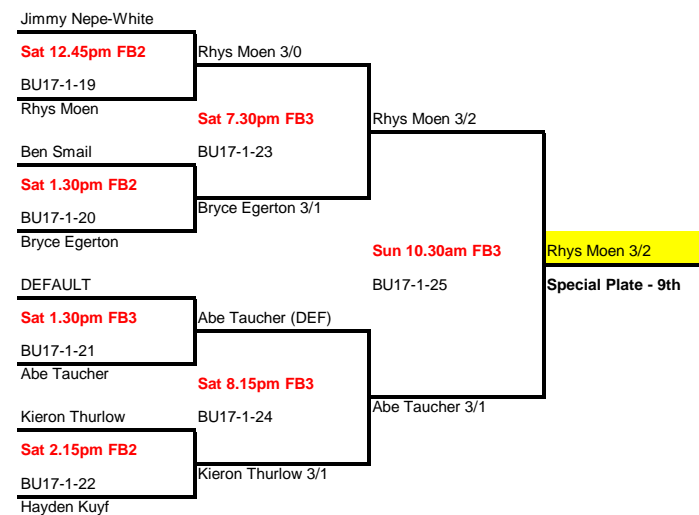 Jimmy Nepe-White
Sat 12.45pm FB2
Rhys Moen 3/0
BU17-1-19
Rhys Moen
Sat 7.30pm FB3
Rhys Moen 3/2
Ben Smail
BU17-1-23
Sat 1.30pm FB2
BU17-1-20
Bryce Egerton 3/1
Bryce Egerton
Sun 10.30am FB3
Rhys Moen 3/2
DEFAULT
BU17-1-25
Special Plate - 9th
Sat 1.30pm FB3
Abe Taucher (DEF)
BU17-1-21
Abe Taucher
Sat 8.15pm FB3
Abe Taucher 3/1
Kieron Thurlow
BU17-1-24
Sat 2.15pm FB2
BU17-1-22
Kieron Thurlow 3/1
Hayden Kuyf